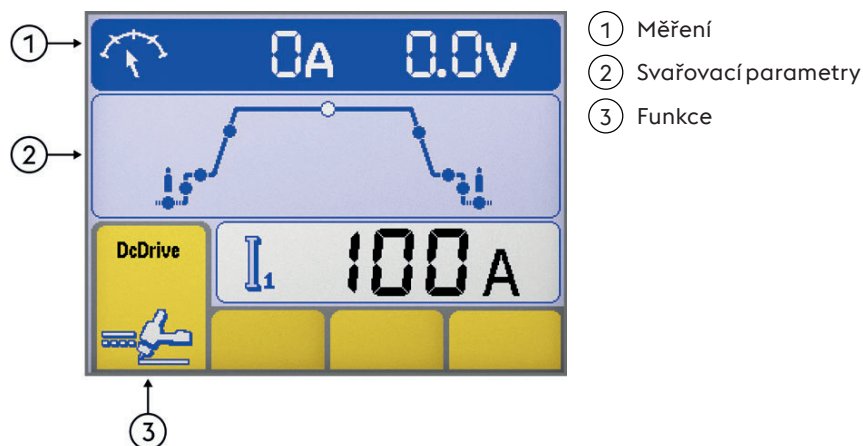 1 0A 0.0V
1 Měření
2 Svařovací parametry
3 Funkce
2
DcDrive
I1 100A
3